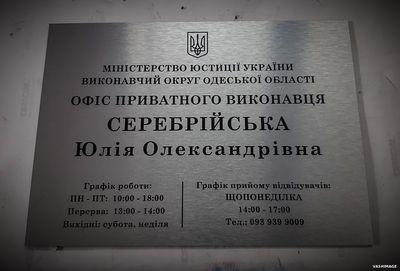 МІНІСТЕРСТВО ЮСТИЦІЇ УКРАЇНИ
ВИКОНАВЧИЙ ОКРУГ ОДЕСЬКОЇ ОБЛАСТІ
ОФІС ПРИВАТНОГО ВИКОНАВЦЯ
СЕРЕБРІЙСЬКА
Юлія Олександрівна
Графік роботи:
ПН - ПТ: 10:00 - 18:00
Перерва: 13:00 - 14:00
Вихідні: субота, неділя
Графік прийому відвідувачів:
ЩОПОНЕДІЛКА
14:00 - 17:00
Тел.: 093 939 9009
VASHIMAGE